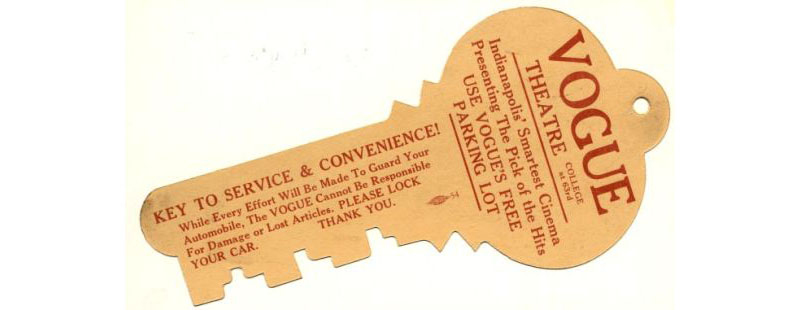 VOGUE
THEATRE
COLLEGE
at 63rd
Indianapolis' Smartest Cinema
Presenting The Pick of the Hits
USE VOGUE'S FREE
PARKING LOT
KEY TO SERVICE & CONVENIENCE!
While Every Effort Will Be Made To Guard Your
Automobile, The VOGUE Cannot Be Responsible
For Damage or Lost Articles. PLEASE LOCK
YOUR CAR. THANK YOU.